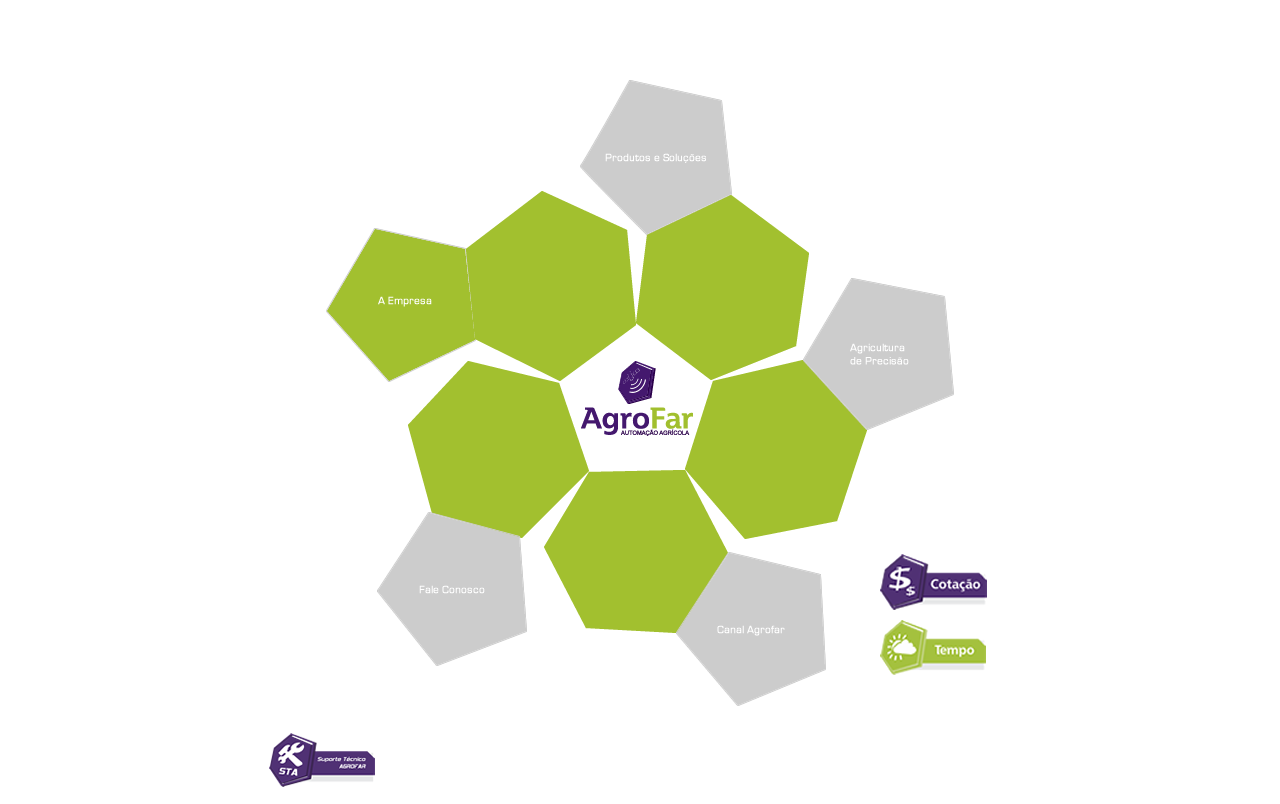 Produtos e Soluções
A Empresa
Agricultura
de Precisão
AgroFar
AUTOMAÇÃO AGRÍCOLA
Fale Conosco
Canal Agrofar
$
$
Cotação
Tempo
STA
Suporte Técnico
AGROFAR